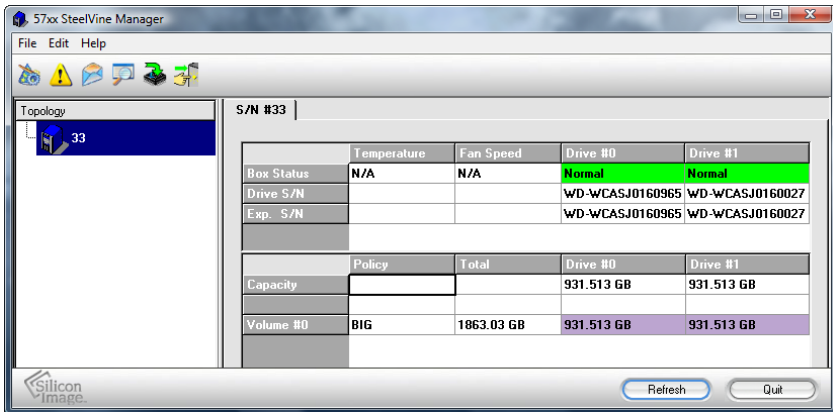 57xx SteelVine Manager
File Edit Help
Topology
33
S/N #33
Temperature Fan Speed Drive #0 Drive #1
Box Status N/A N/A Normal Normal
Drive S/N WD-WCASJ0160965 WD-WCASJ0160027
Exp. S/N WD-WCASJ0160965 WD-WCASJ0160027
Policy Total Drive #0 Drive #1
Capacity 931.513 GB 931.513 GB
Volume #0 BIG 1863.03 GB 931.513 GB 931.513 GB
Silicon
Image.
Refresh Quit